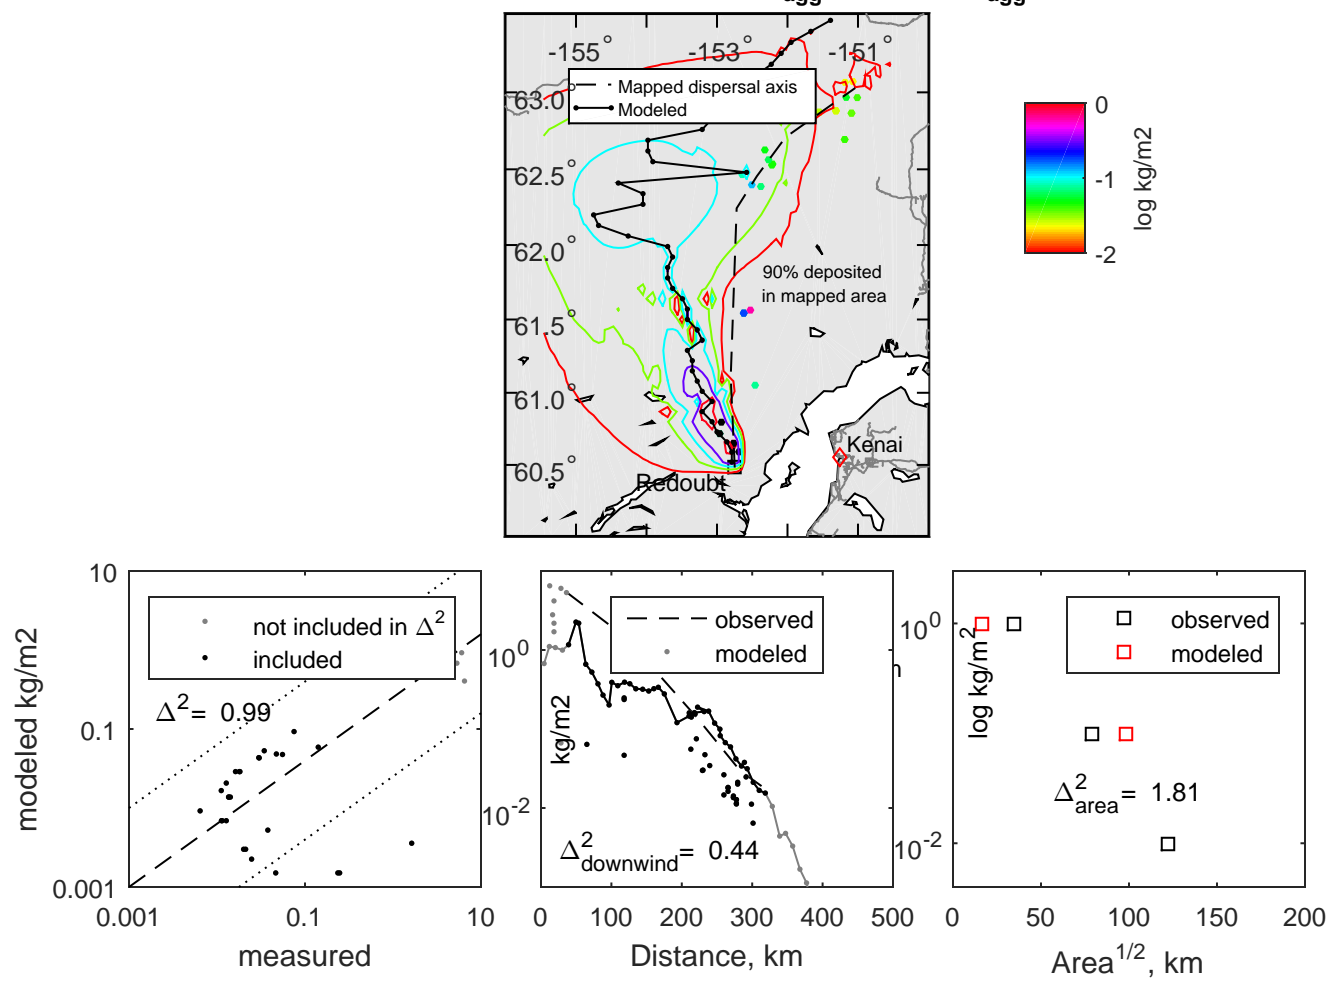 agg agg
-155° -153° -151°
Mapped dispersal axis
Modeled
63.0°
62.5°
62.0°
61.5°
61.0°
60.5°
90% deposited
in mapped area
Kenai
Redoubt
0
-1
-2
log kg/m2
10
0.1
0.001
modeled kg/m2
not included in Δ²
included
Δ²= 0.99
0.001 0.1 10
measured
10⁰
10⁻²
kg/m2
observed
modeled
Δ²downwind= 0.44
0 100 200 300 400 500
Distance, km
10⁰
10⁻²
log kg/m²
observed
modeled
Δ²area= 1.81
0 50 100 150 200
Area¹ᐟ², km